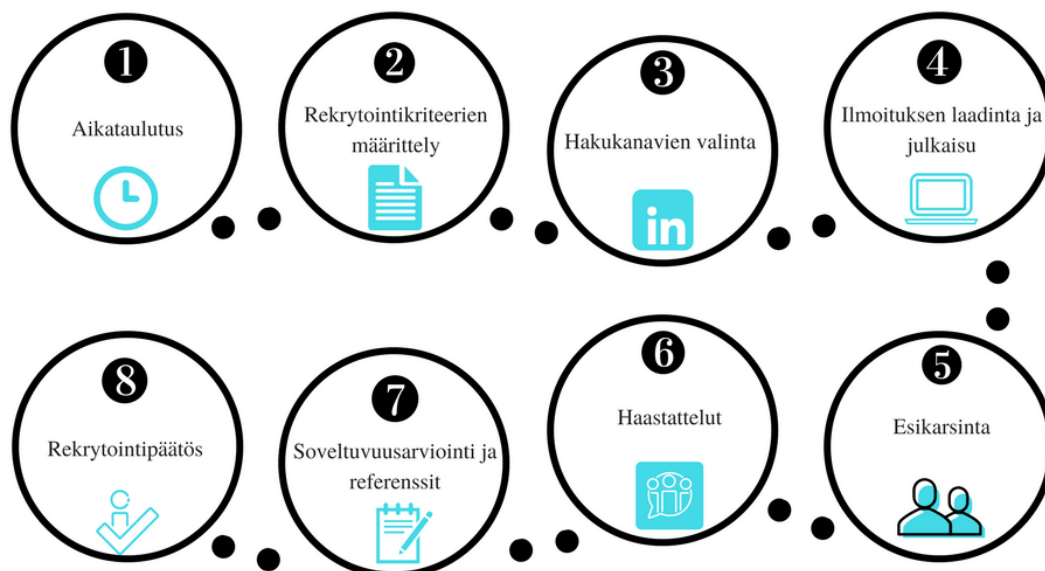 1
Aikataulutus
2
Rekrytointikriteerien
määrittely
3
Hakukanavien valinta
in
4
Ilmoituksen laadinta ja
julkaisu
5
Esikarsinta
6
Haastattelut
7
Soveltuvuusarviointi ja
referenssit
8
Rekrytointipäätös